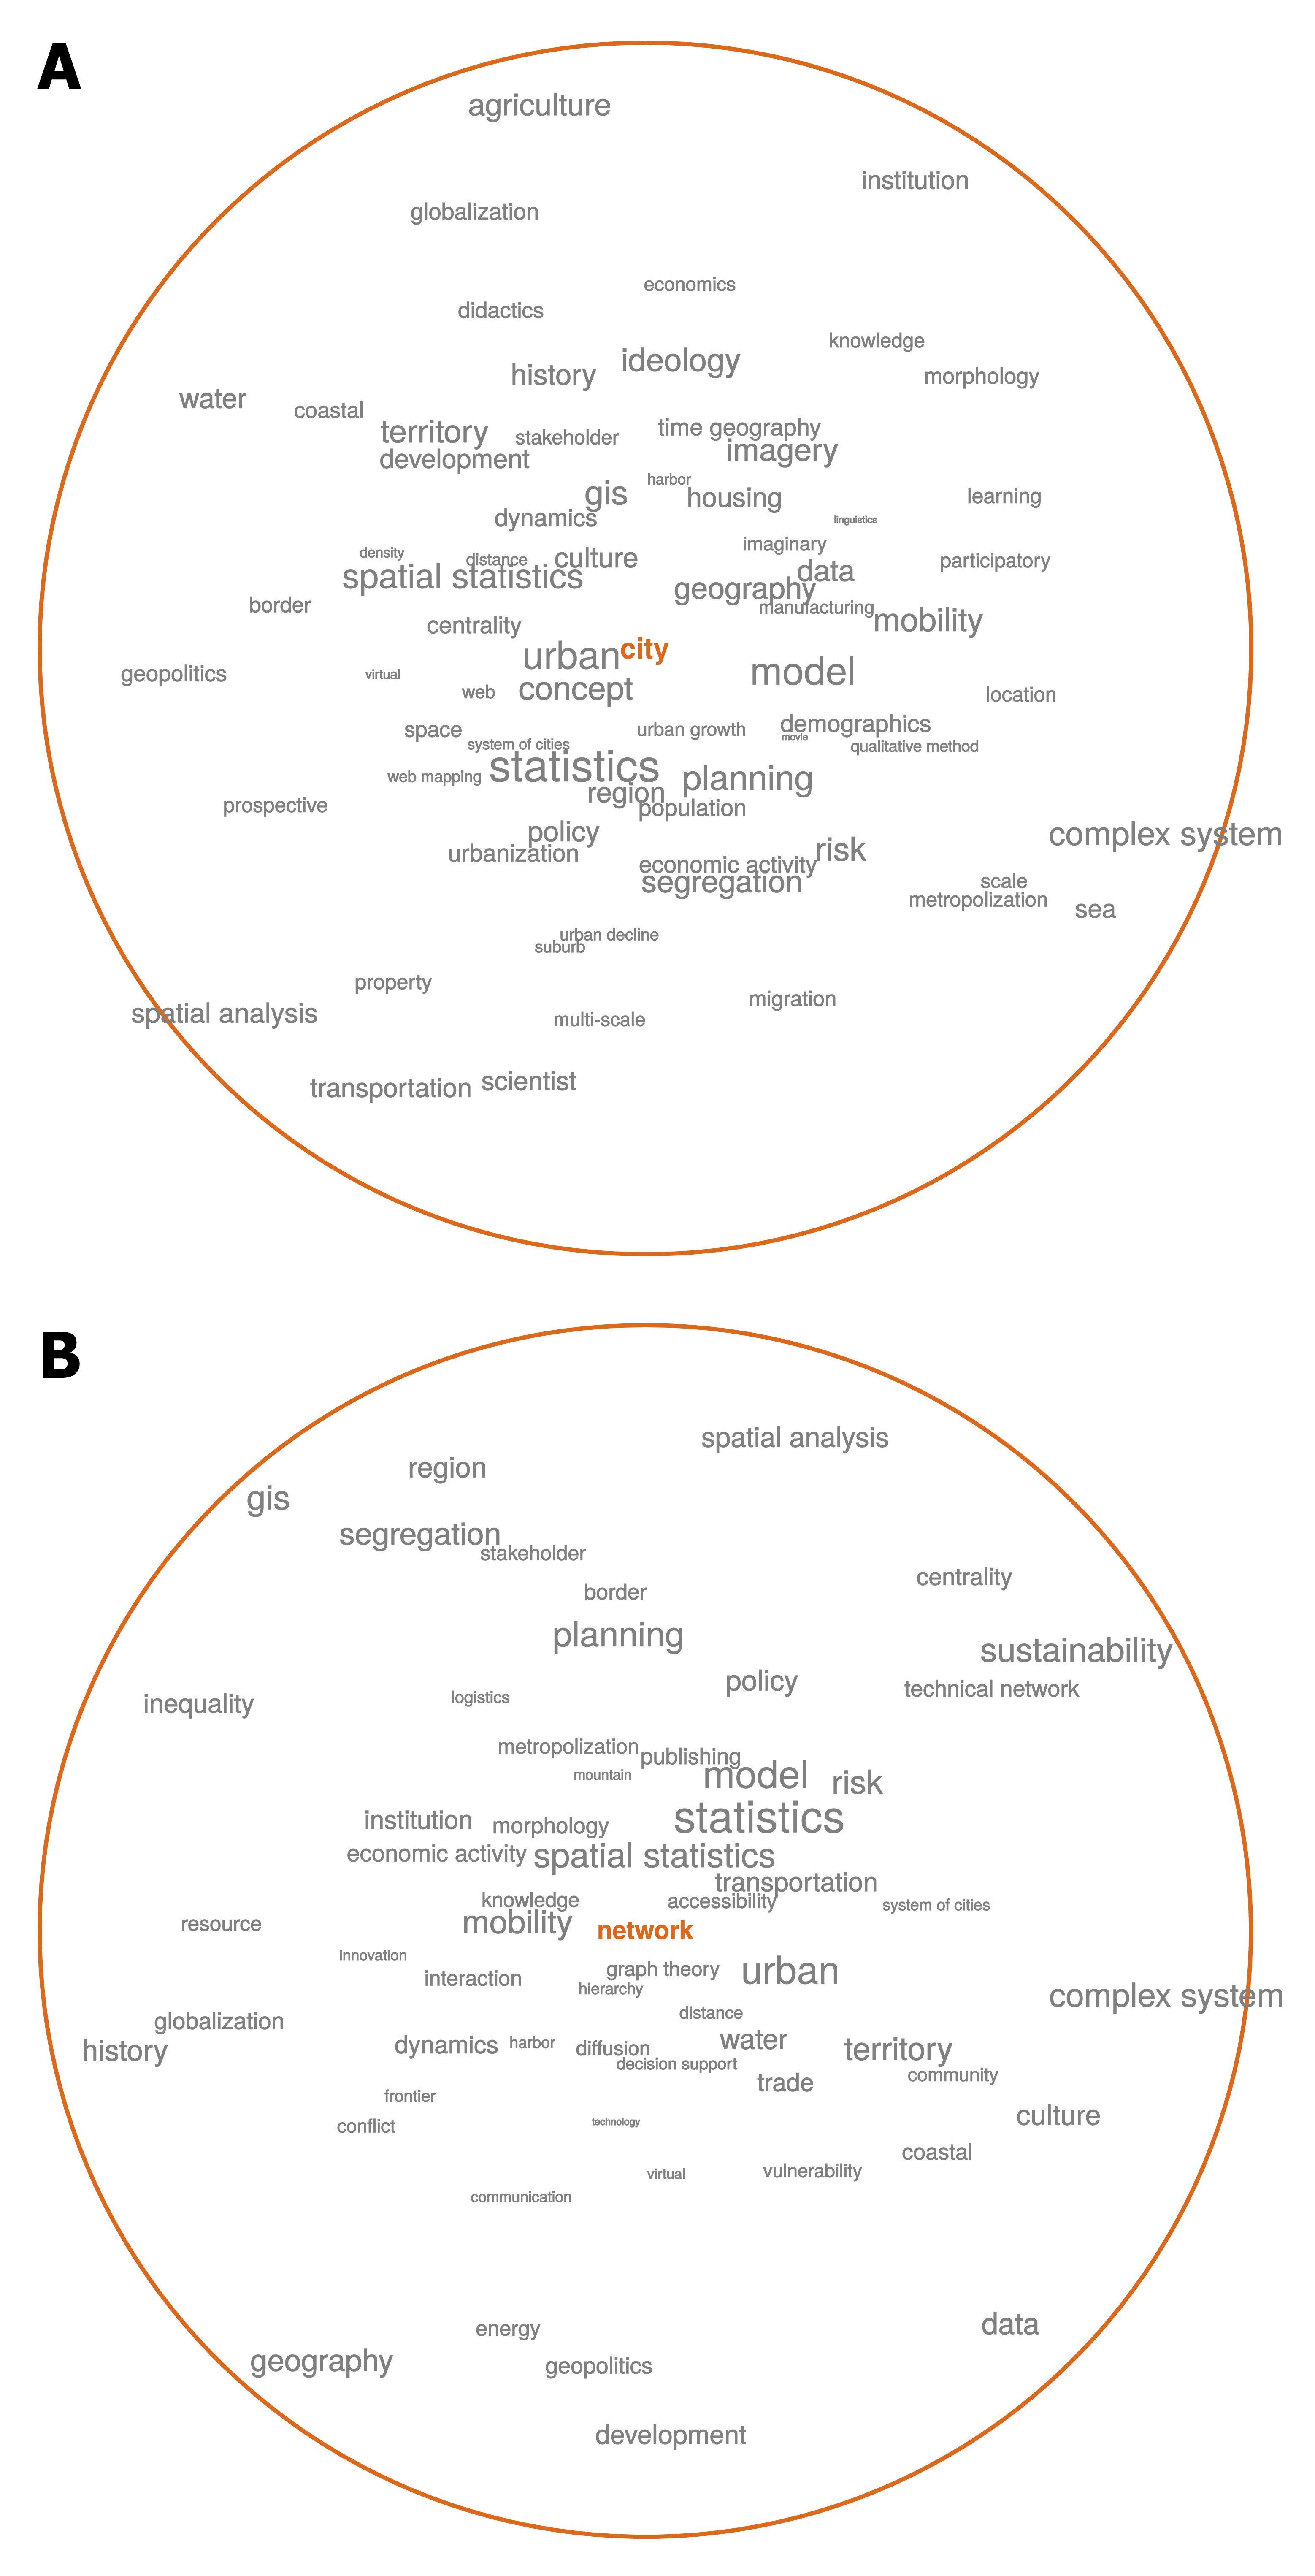 A
agriculture
institution
globalization
economics
didactics
knowledge
ideology
history
morphology
water
coastal
territory
stakeholder
time geography
imagery
development
harbor
gis
housing
learning
dynamics
linguistics
imaginary
density
distance
culture
participatory
spatial statistics
data
geography
border
manufacturing
mobility
centrality
city
urban
geopolitics
virtual
model
web
concept
location
space
urban growth
demographics
movie
system of cities
qualitative method
statistics
web mapping
planning
region
prospective
population
policy
complex system
urbanization
risk
economic activity
segregation
scale
metropolization
sea
urban decline
suburb
property
migration
spatial analysis
multi-scale
transportation
scientist
B
spatial analysis
region
gis
segregation
stakeholder
centrality
border
planning
sustainability
policy
technical network
inequality
logistics
metropolization
publishing
mountain
model
risk
institution
morphology
statistics
economic activity
spatial statistics
transportation
knowledge
accessibility
system of cities
resource
mobility
network
innovation
graph theory
urban
interaction
hierarchy
complex system
distance
globalization
history
dynamics
harbor
diffusion
water
territory
decision support
community
trade
frontier
culture
conflict
technology
coastal
virtual
vulnerability
communication
data
energy
geography
geopolitics
development